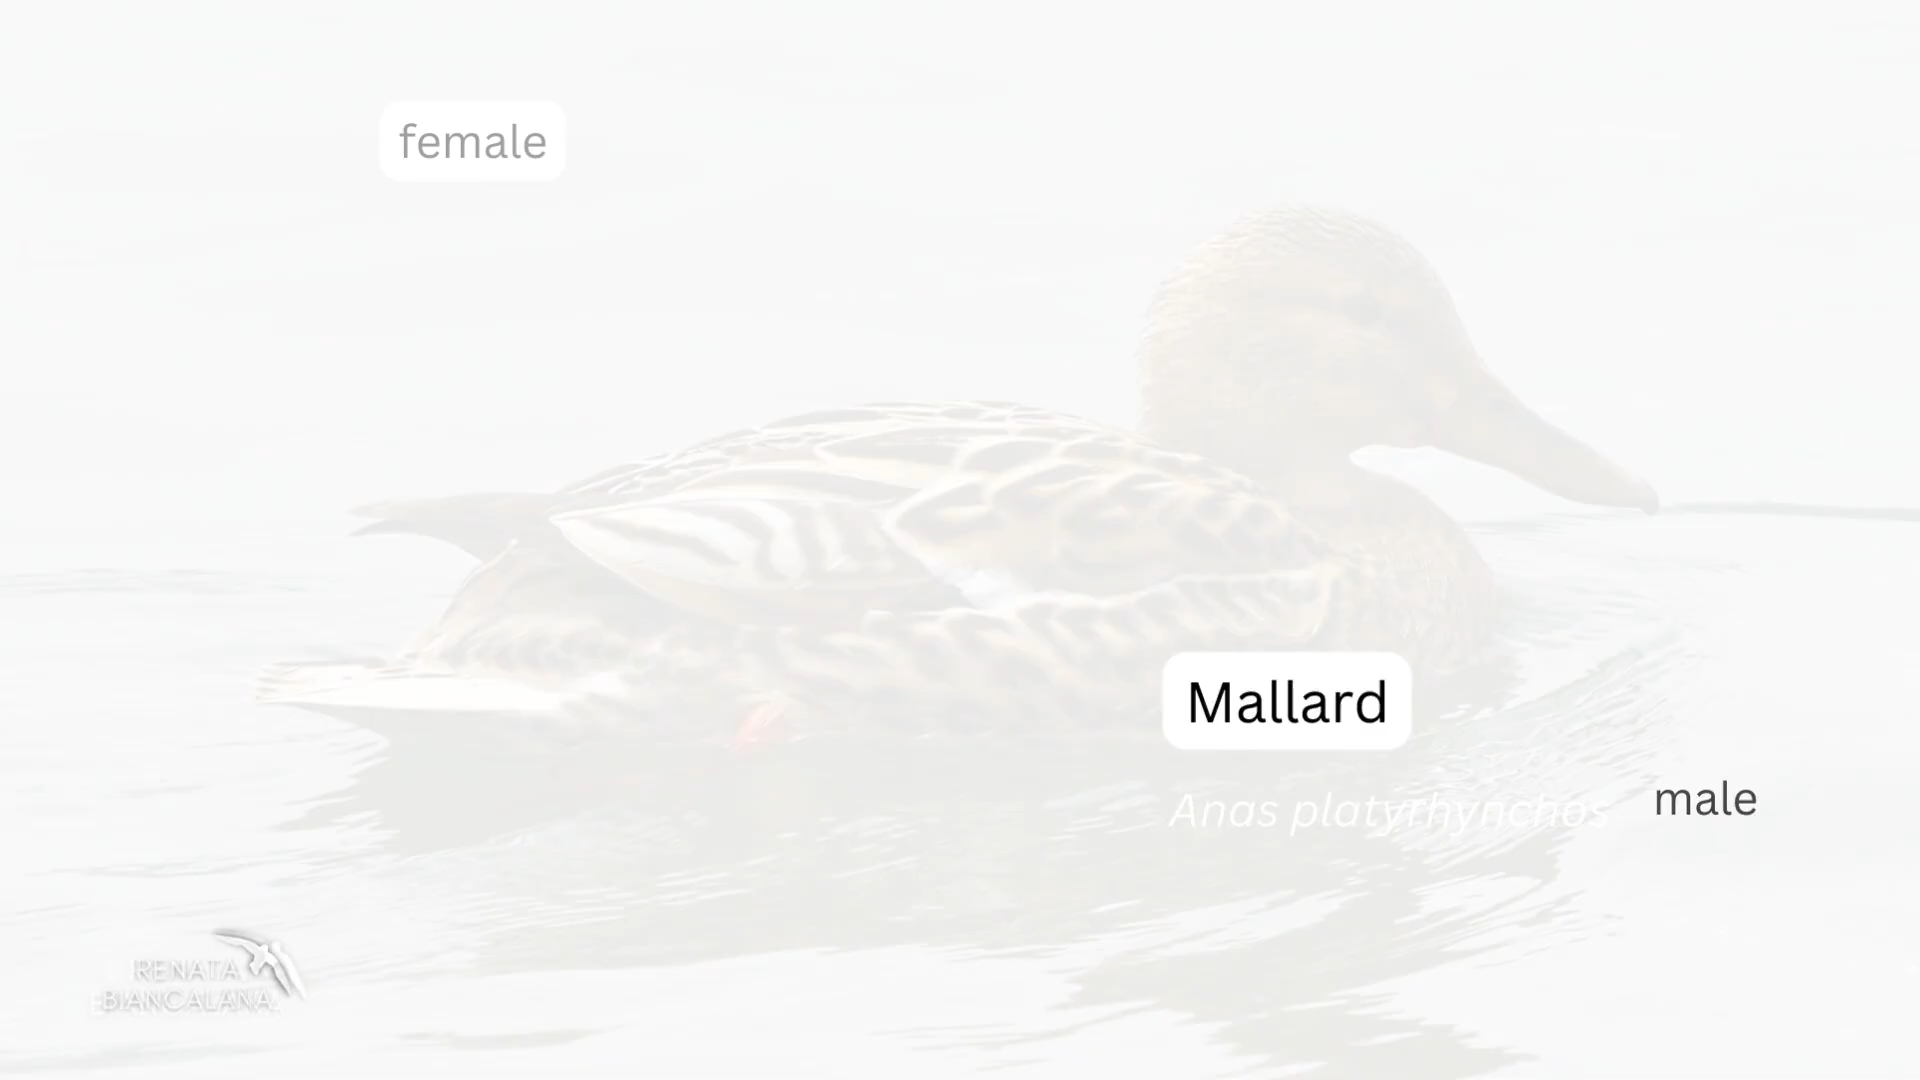 female
Mallard
Anas platyrhynchos
male
RENATA
BIANCALANA